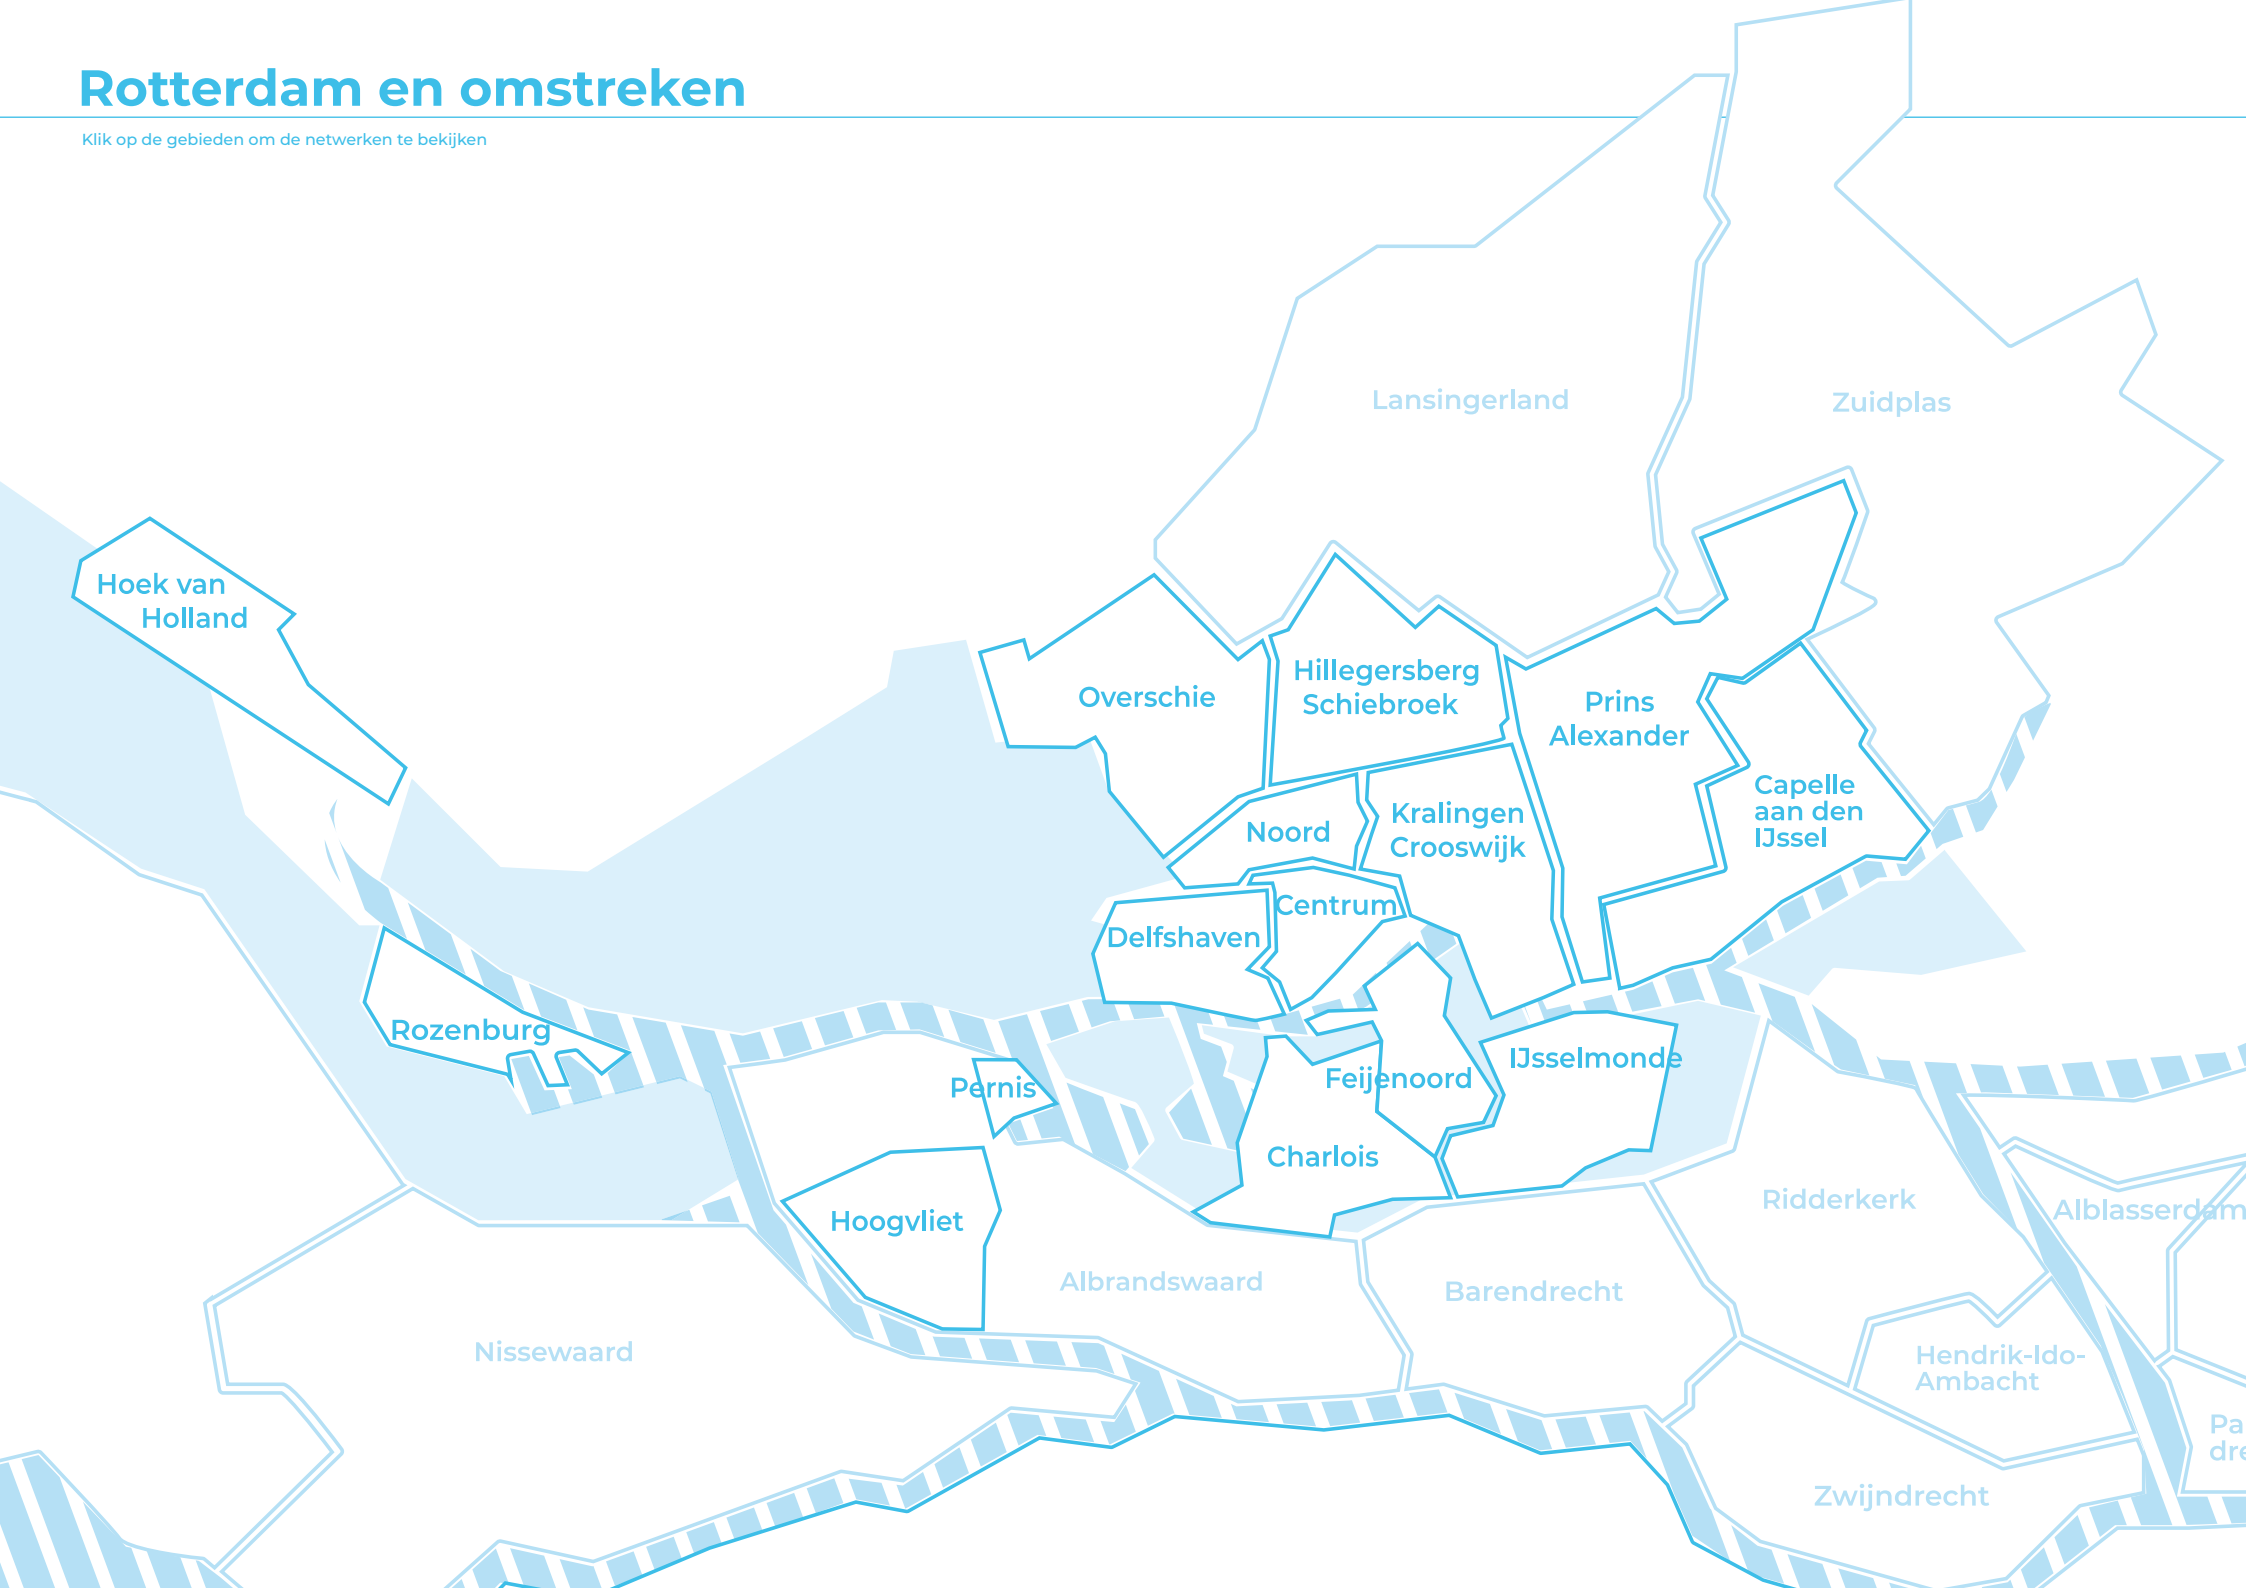 Rotterdam en omstreken
Klik op de gebieden om de netwerken te bekijken
Lansingerland
Zuidplas
Hoek van
Holland
Overschie
Hillegersberg
Schiebroek
Prins
Alexander
Capelle
aan den
IJssel
Noord
Kralingen
Crooswijk
Centrum
Delfshaven
Rozenburg
Pernis
Feijenoord
IJsselmonde
Charlois
Hoogvliet
Ridderkerk
Alblasserdam
Albrandswaard
Barendrecht
Nissewaard
Hendrik-Ido-
Ambacht
Pa
dre
Zwijndrecht